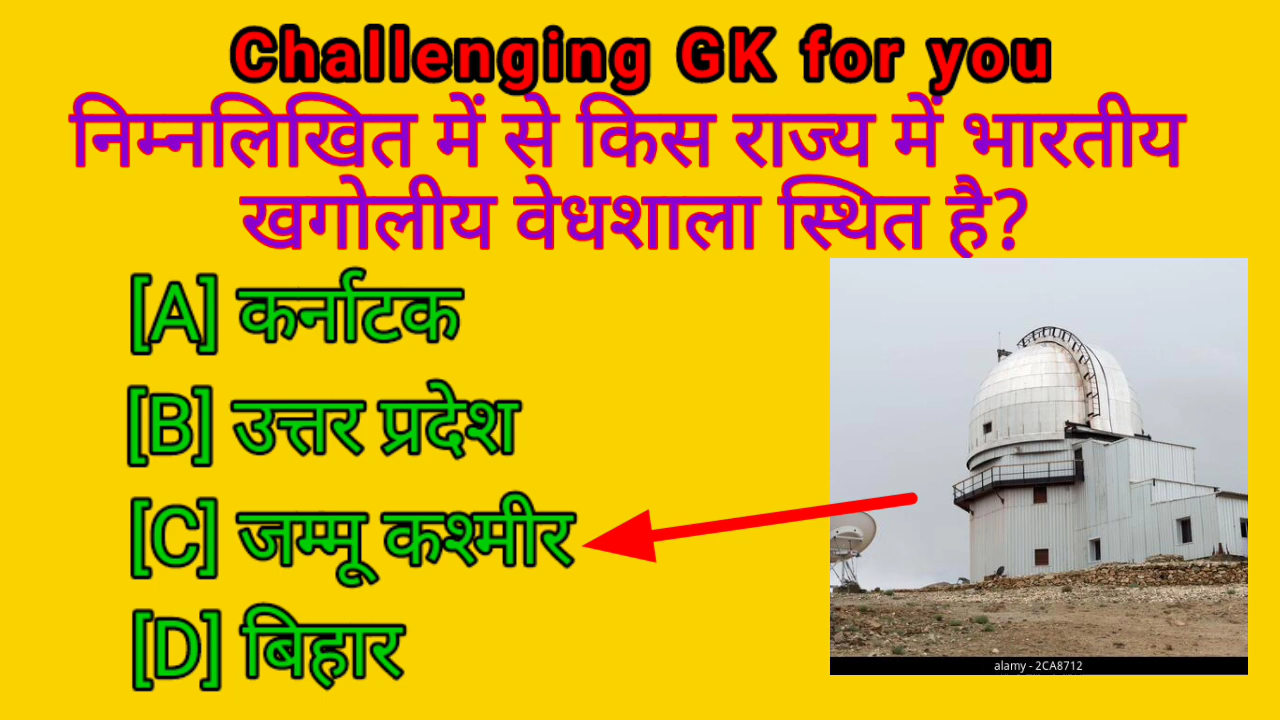 Challenging GK for you
निम्नलिखित में से किस राज्य में भारतीय
खगोलीय वेधशाला स्थित है?
[A] कर्नाटक
[B] उत्तर प्रदेश
[C] जम्मू कश्मीर
[D] बिहार
alamy - 2CA8712